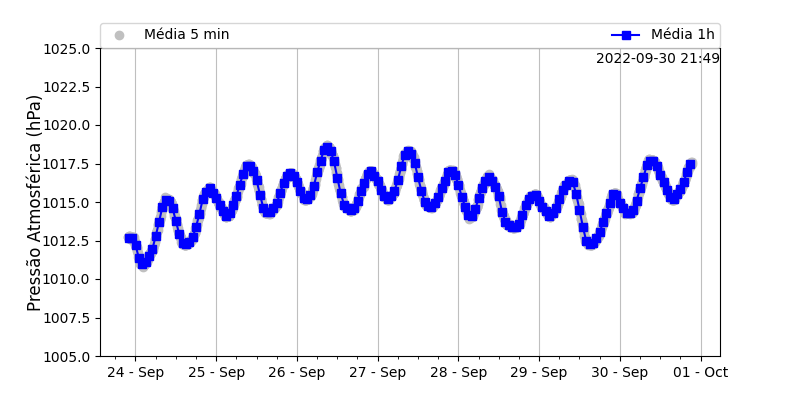 Média 5 min
Média 1h
2022-09-30 21:49
Pressão Atmosférica (hPa)
1025.0
1022.5
1020.0
1017.5
1015.0
1012.5
1010.0
1007.5
1005.0
24 - Sep
25 - Sep
26 - Sep
27 - Sep
28 - Sep
29 - Sep
30 - Sep
01 - Oct